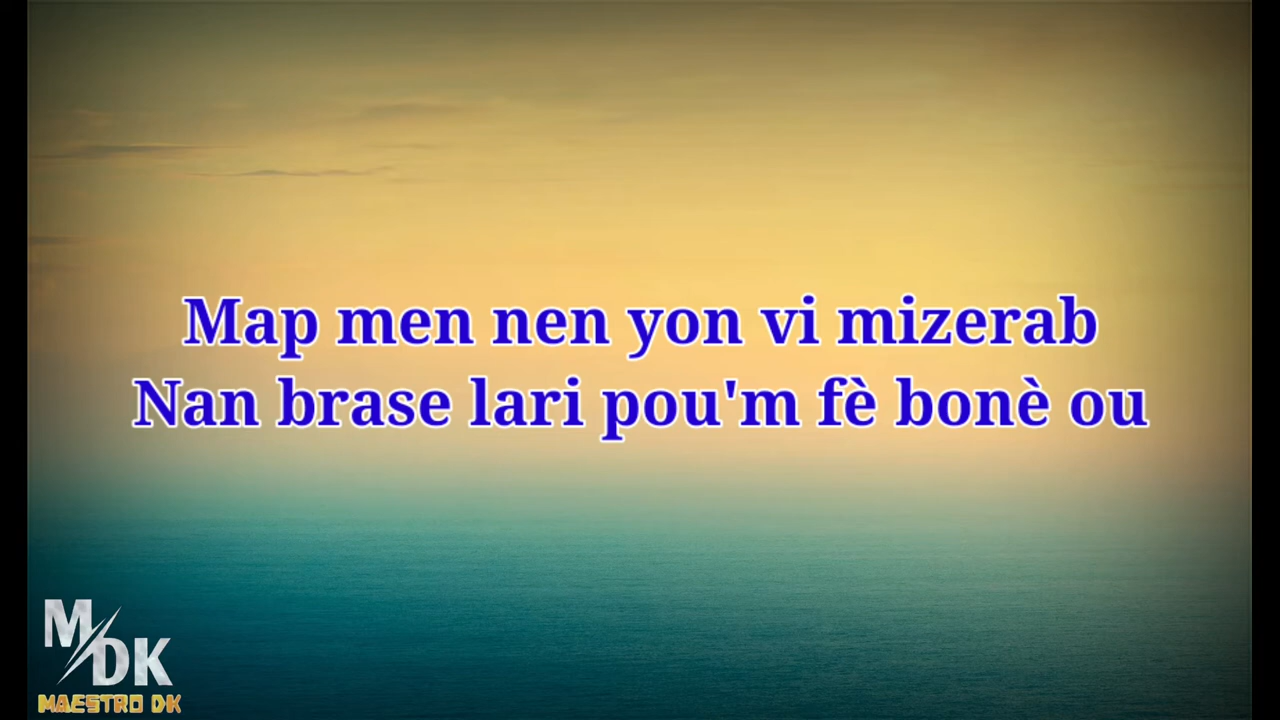 Map men nen yon vi mizerab
Nan brase lari pou'm fè bonè ou
M DK
MAESTRO DK